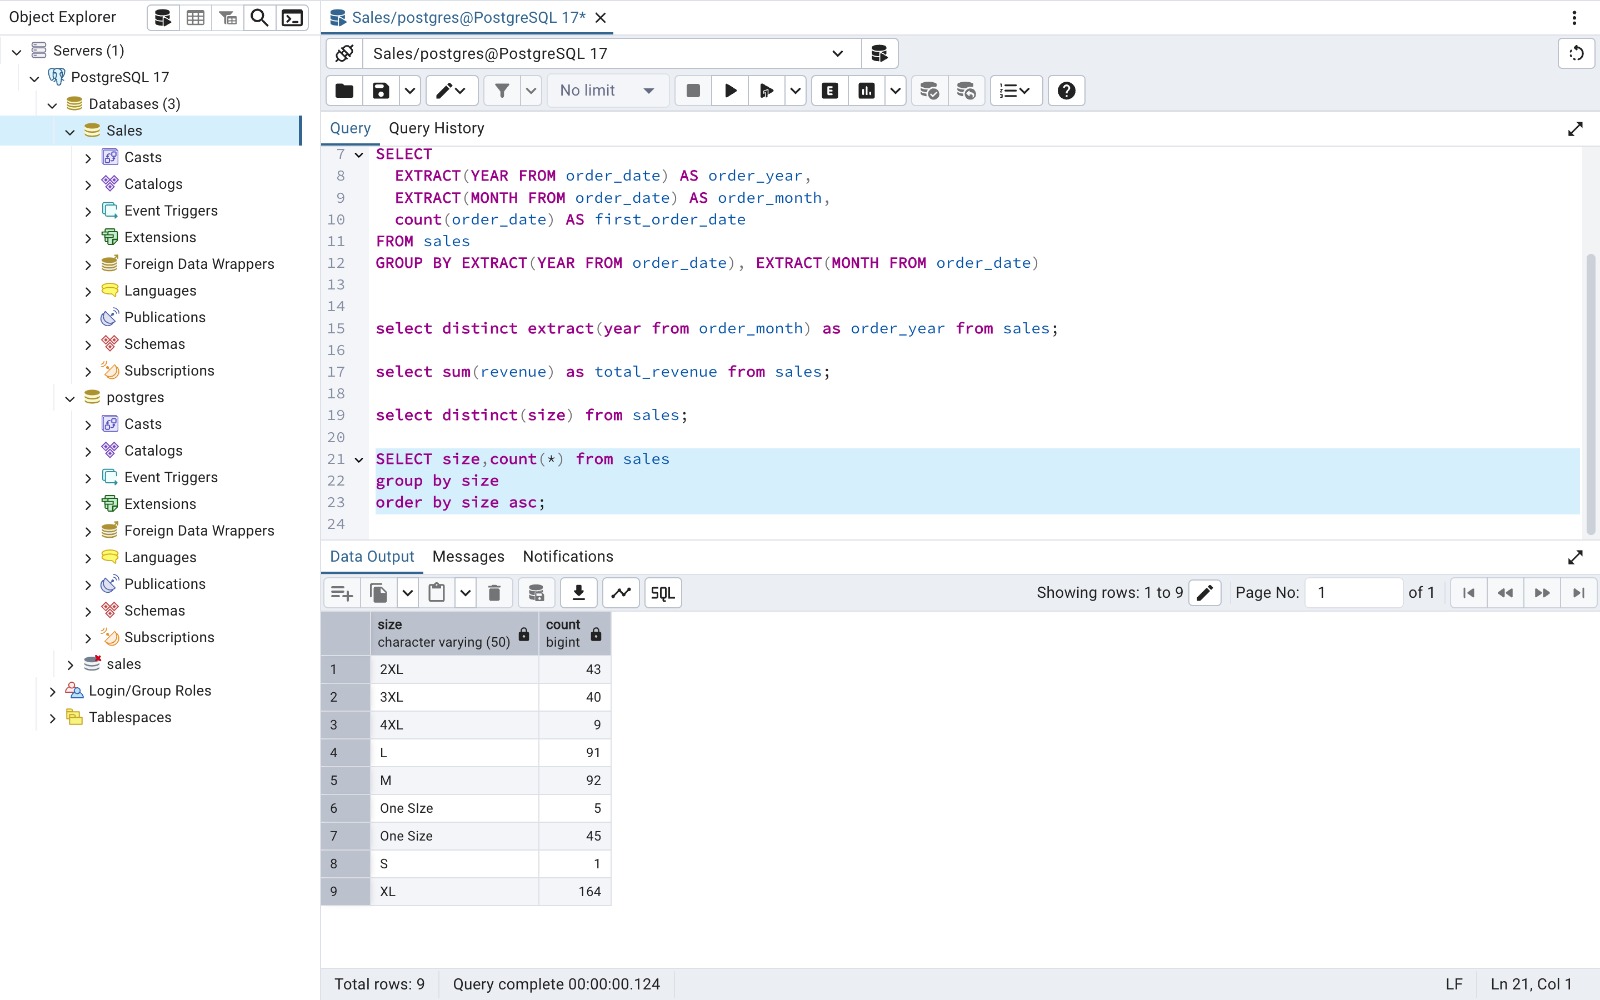 Object Explorer
Servers (1)
PostgreSQL 17
Databases (3)
Sales
Casts
Catalogs
Event Triggers
Extensions
Foreign Data Wrappers
Languages
Publications
Schemas
Subscriptions
postgres
Casts
Catalogs
Event Triggers
Extensions
Foreign Data Wrappers
Languages
Publications
Schemas
Subscriptions
sales
Login/Group Roles
Tablespaces
Sales/postgres@PostgreSQL 17*
Sales/postgres@PostgreSQL 17
No limit
E
Query Query History
7 SELECT
8 EXTRACT(YEAR FROM order_date) AS order_year,
9 EXTRACT(MONTH FROM order_date) AS order_month,
10 count(order_date) AS first_order_date
11 FROM sales
12 GROUP BY EXTRACT(YEAR FROM order_date), EXTRACT(MONTH FROM order_date)
13
14
15 select distinct extract(year from order_month) as order_year from sales;
16
17 select sum(revenue) as total_revenue from sales;
18
19 select distinct(size) from sales;
20
21 SELECT size,count(*) from sales
22 group by size
23 order by size asc;
24
Data Output Messages Notifications
SQL Showing rows: 1 to 9 Page No: 1 of 1
size count
character varying (50) bigint
1 2XL 43
2 3XL 40
3 4XL 9
4 L 91
5 M 92
6 One SIze 5
7 One Size 45
8 S 1
9 XL 164
Total rows: 9 Query complete 00:00:00.124 LF Ln 21, Col 1